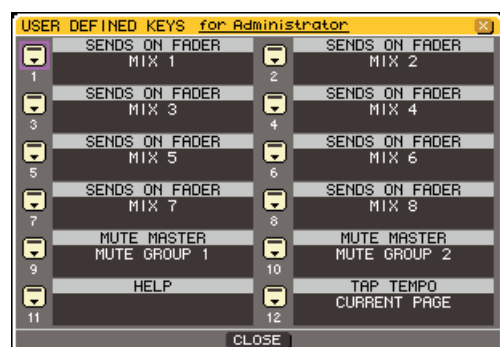 USER DEFINED KEYS for Administrator X
SENDS ON FADER
MIX 1
1
SENDS ON FADER
MIX 2
2
SENDS ON FADER
MIX 3
3
SENDS ON FADER
MIX 4
4
SENDS ON FADER
MIX 5
5
SENDS ON FADER
MIX 6
6
SENDS ON FADER
MIX 7
7
SENDS ON FADER
MIX 8
8
MUTE MASTER
MUTE GROUP 1
9
MUTE MASTER
MUTE GROUP 2
10
HELP
11
TAP TEMPO
CURRENT PAGE
12
CLOSE